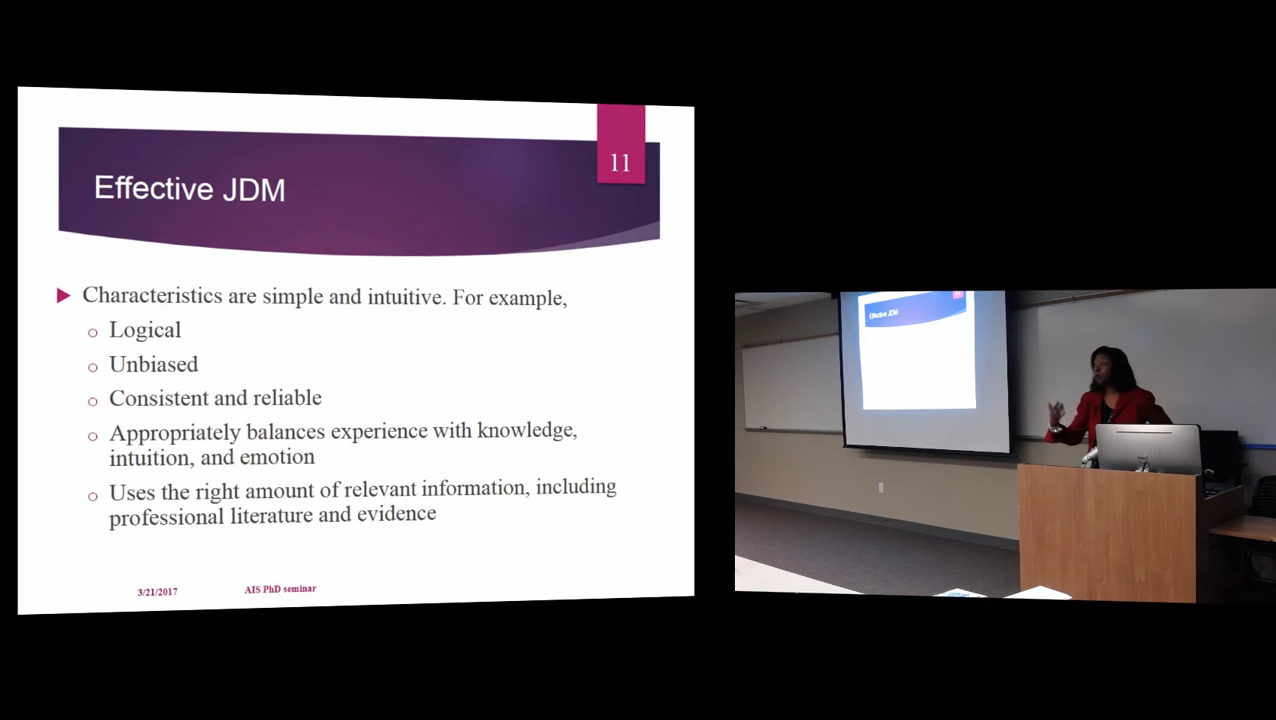 11
Effective JDM
Characteristics are simple and intuitive. For example,
Logical
Unbiased
Consistent and reliable
Appropriately balances experience with knowledge,
intuition, and emotion
Uses the right amount of relevant information, including
professional literature and evidence
3/21/2017 AIS PhD seminar
Effective JDM